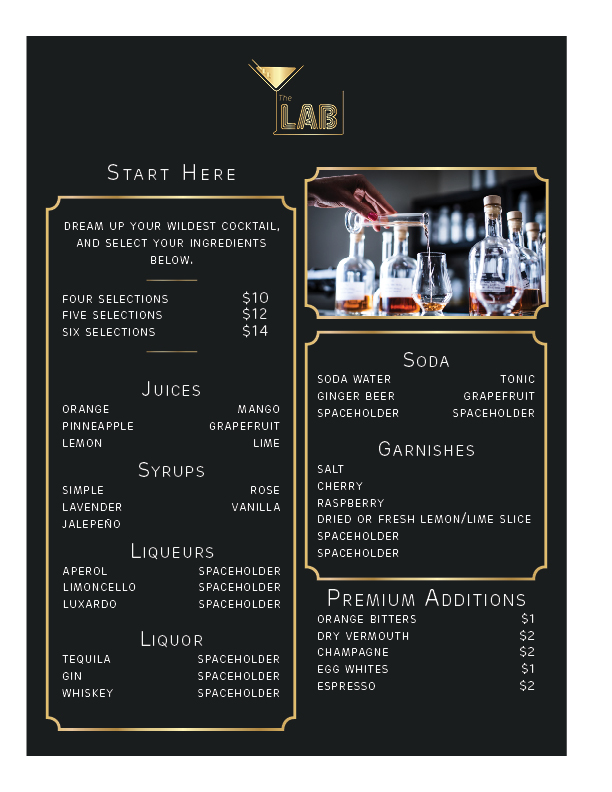 The
LAB
START HERE
DREAM UP YOUR WILDEST COCKTAIL,
AND SELECT YOUR INGREDIENTS
BELOW.
FOUR SELECTIONS $10
FIVE SELECTIONS $12
SIX SELECTIONS $14
JUICES
ORANGE MANGO
PINNEAPPLE GRAPEFRUIT
LEMON LIME
SYRUPS
SIMPLE ROSE
LAVENDER VANILLA
JALEPEÑO
LIQUEURS
APEROL SPACEHOLDER
LIMONCELLO SPACEHOLDER
LUXARDO SPACEHOLDER
LIQUOR
TEQUILA SPACEHOLDER
GIN SPACEHOLDER
WHISKEY SPACEHOLDER
SODA
SODA WATER TONIC
GINGER BEER GRAPEFRUIT
SPACEHOLDER SPACEHOLDER
GARNISHES
SALT
CHERRY
RASPBERRY
DRIED OR FRESH LEMON/LIME SLICE
SPACEHOLDER
SPACEHOLDER
PREMIUM ADDITIONS
ORANGE BITTERS $1
DRY VERMOUTH $2
CHAMPAGNE $2
EGG WHITES $1
ESPRESSO $2